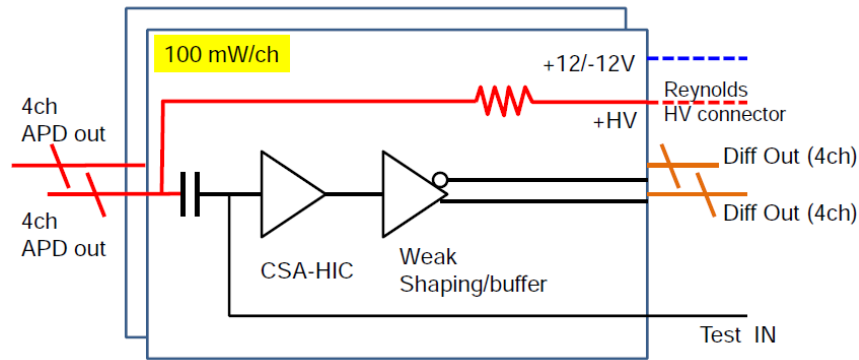 100 mW/ch
+12/-12V
Reynolds
HV connector
+HV
4ch
APD out
4ch
APD out
Diff Out (4ch)
Diff Out (4ch)
CSA-HIC
Weak
Shaping/buffer
Test IN